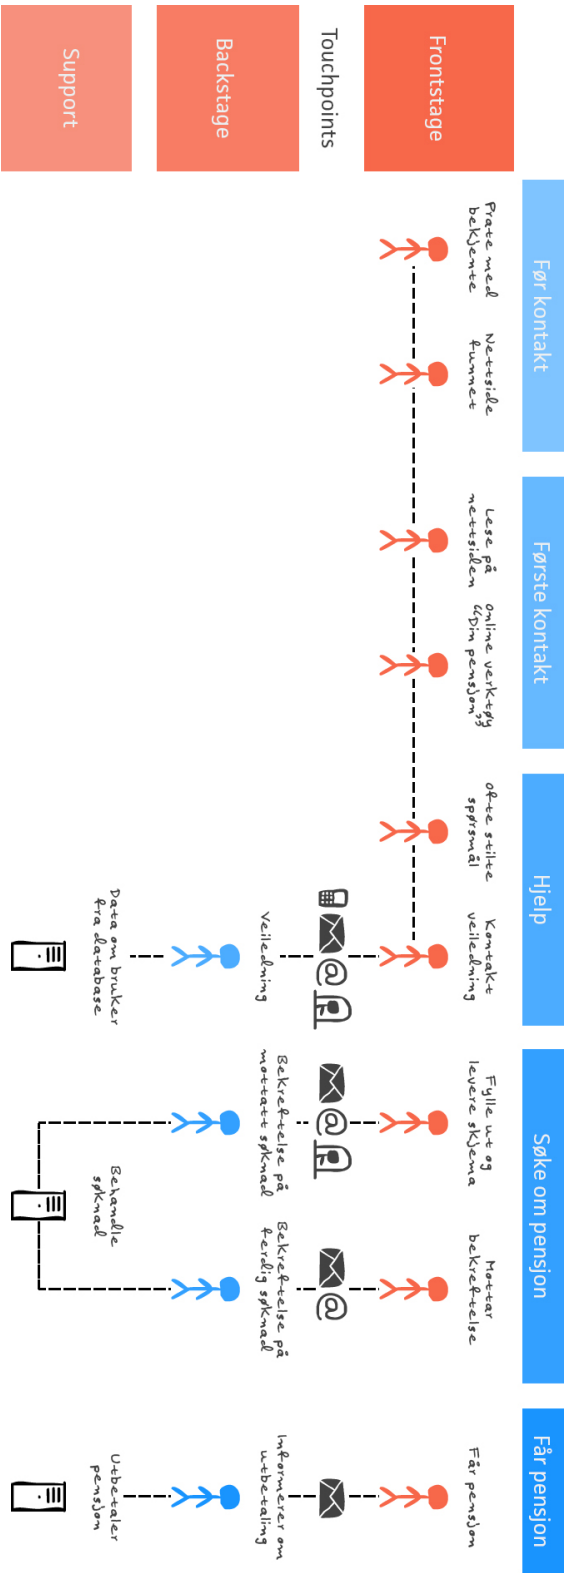 Før kontakt
Første kontakt
Hjelp
Søke om pensjon
Får pensjon
Frontstage
Prate med
bekjente
Nettside
funnet
Lese på
nettsiden
Online verktøy
“Din pensjon”
Ofte stilte
spørsmål
Kontakt
veiledning
Fylle ut og
levere skjema
Mottar
bekreftelse
Får pensjon
Touchpoints
@
@
@
Backstage
Veiledning
Bekreftelse på
mottatt søknad
Bekreftelse på
ferdig søknad
Informerer om
utbetaling
Support
Data om bruker
fra database
Behandle
søknad
Utbetaler
pensjon